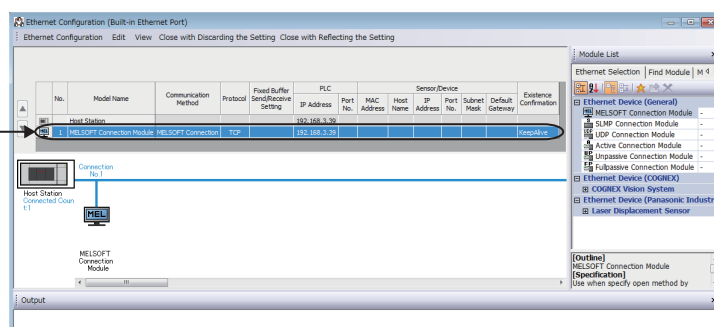 Ethernet Configuration (Built-in Ethernet Port)
Ethernet Configuration Edit View Close with Discarding the Setting Close with Reflecting the Setting
No. Model Name Communication Method Protocol Fixed Buffer Send/Receive Setting PLC IP Address Port No. Sensor/Device MAC Address Host Name IP Address Port No. Subnet Mask Default Gateway Existence Confirmation
Host Station 192.168.3.39
1 MELSOFT Connection Module MELSOFT Connection TCP 192.168.3.39 KeepAlive
Connection
No.1
Host Station
Connected Coun
t:1
MEL
MELSOFT
Connection
Module
Output
Module List
Ethernet Selection Find Module M
Ethernet Device (General)
MELSOFT Connection Module -
SLMP Connection Module -
UDP Connection Module -
Active Connection Module -
Unpassive Connection Module -
Fullpassive Connection Module -
Ethernet Device (COGNEX)
COGNEX Vision System
Ethernet Device (Panasonic Industr
Laser Displacement Sensor
[Outline]
MELSOFT Connection Module
[Specification]
Use when specify open method by